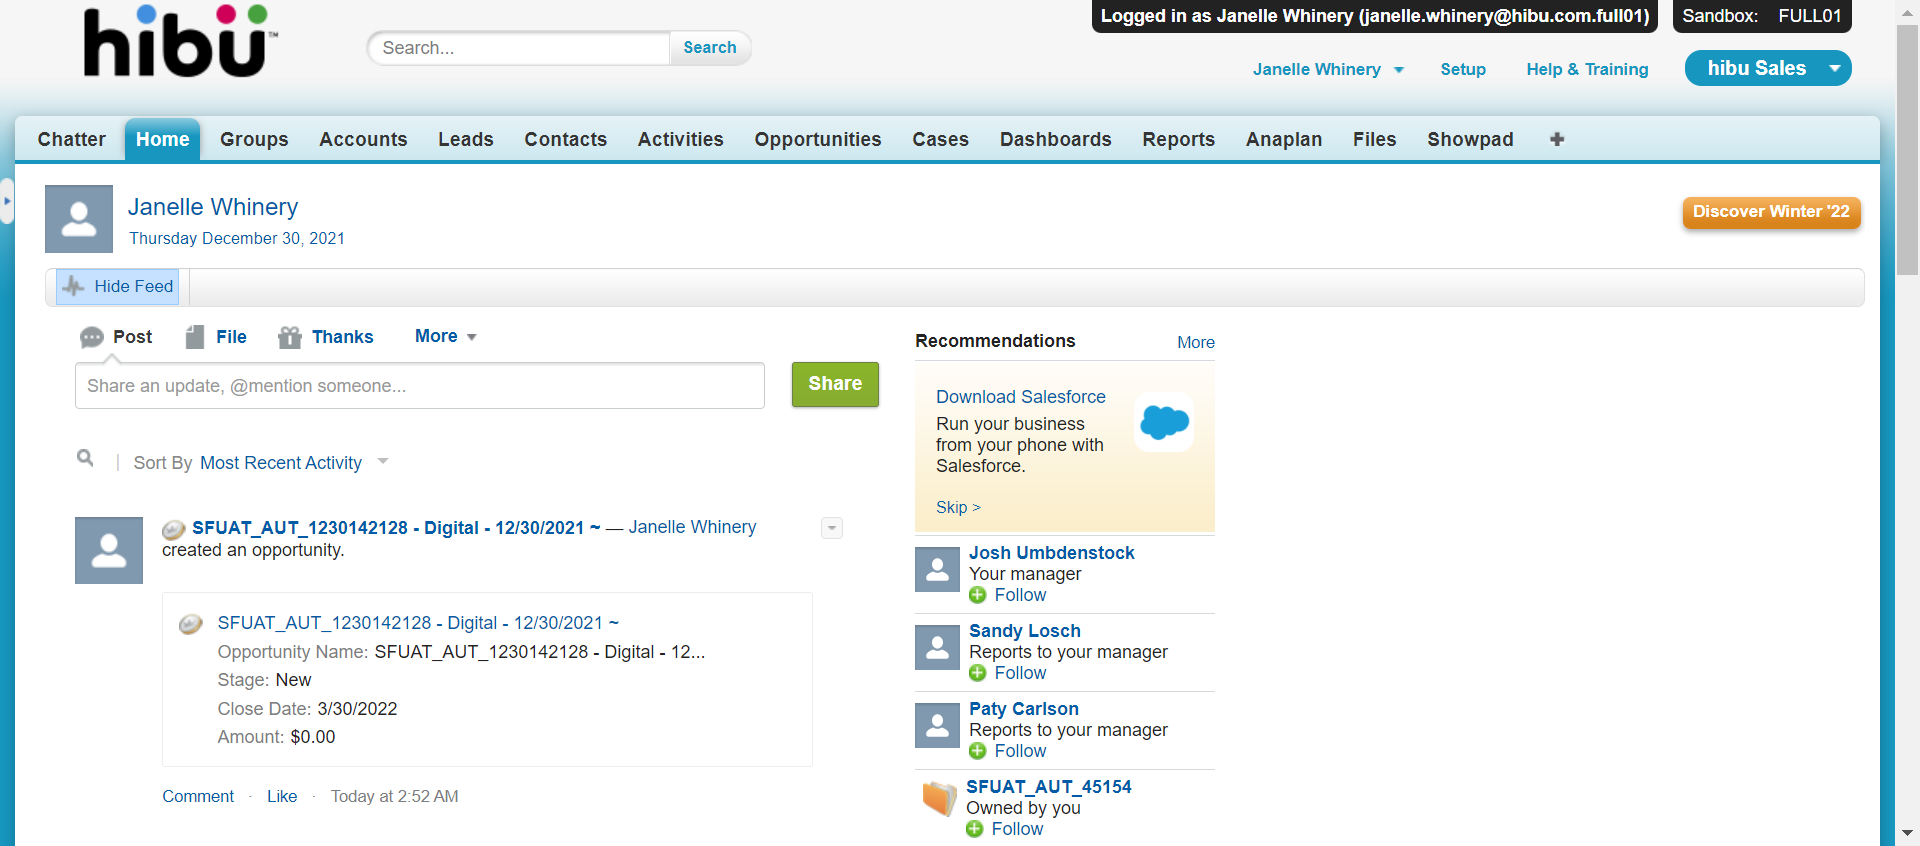 hibu™
Search...
Search
Logged in as Janelle Whinery (janelle.whinery@hibu.com.full01)
Sandbox: FULL01
Janelle Whinery
Setup
Help & Training
hibu Sales
Chatter
Home
Groups
Accounts
Leads
Contacts
Activities
Opportunities
Cases
Dashboards
Reports
Anaplan
Files
Showpad
Janelle Whinery
Thursday December 30, 2021
Discover Winter '22
Hide Feed
Post
File
Thanks
More
Share an update, @mention someone...
Share
Sort By Most Recent Activity
SFUAT_AUT_1230142128 - Digital - 12/30/2021 ~ — Janelle Whinery
created an opportunity.
SFUAT_AUT_1230142128 - Digital - 12/30/2021 ~
Opportunity Name: SFUAT_AUT_1230142128 - Digital - 12...
Stage: New
Close Date: 3/30/2022
Amount: $0.00
Comment · Like · Today at 2:52 AM
Recommendations
More
Download Salesforce
Run your business
from your phone with
Salesforce.
Skip >
Josh Umbdenstock
Your manager
Follow
Sandy Losch
Reports to your manager
Follow
Paty Carlson
Reports to your manager
Follow
SFUAT_AUT_45154
Owned by you
Follow